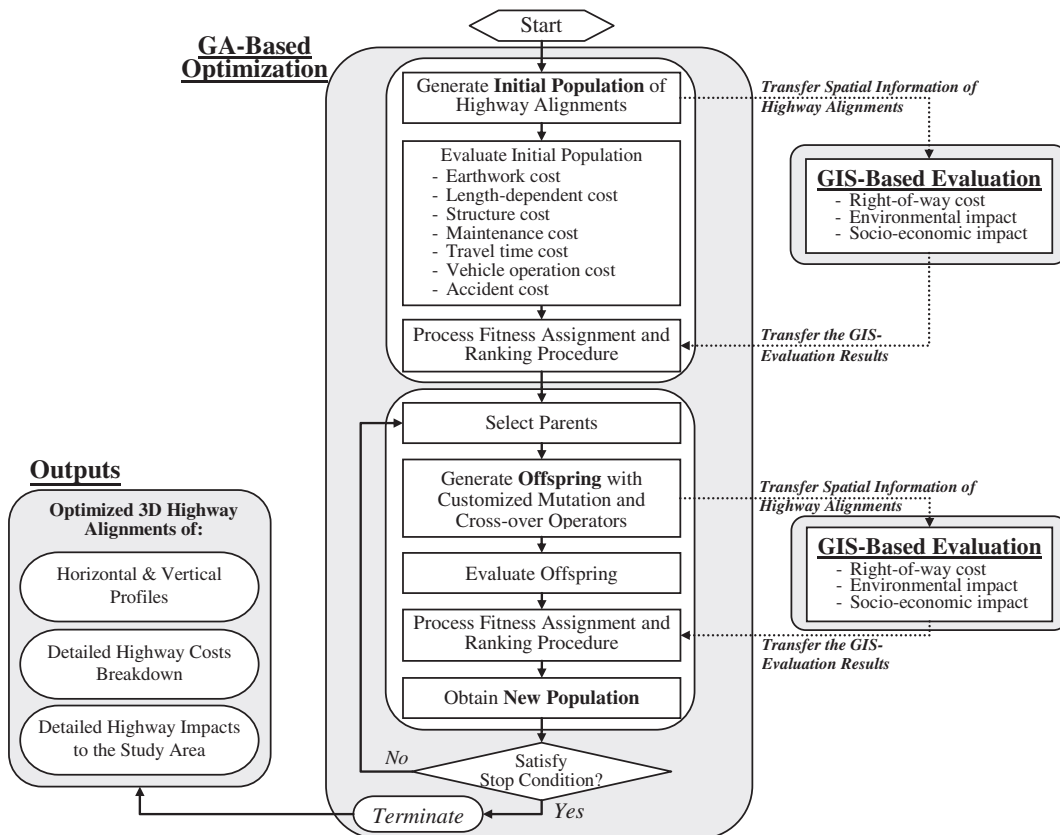 Start
GA-Based
Optimization
Generate Initial Population of
Highway Alignments
Transfer Spatial Information of
Highway Alignments
Evaluate Initial Population
- Earthwork cost
- Length-dependent cost
- Structure cost
- Maintenance cost
- Travel time cost
- Vehicle operation cost
- Accident cost
GIS-Based Evaluation
- Right-of-way cost
- Environmental impact
- Socio-economic impact
Process Fitness Assignment and
Ranking Procedure
Transfer the GIS-
Evaluation Results
Select Parents
Generate Offspring with
Customized Mutation and
Cross-over Operators
Transfer Spatial Information of
Highway Alignments
GIS-Based Evaluation
- Right-of-way cost
- Environmental impact
- Socio-economic impact
Evaluate Offspring
Process Fitness Assignment and
Ranking Procedure
Transfer the GIS-
Evaluation Results
Obtain New Population
Satisfy
Stop Condition?
No
Yes
Terminate
Outputs
Optimized 3D Highway
Alignments of:
Horizontal & Vertical
Profiles
Detailed Highway Costs
Breakdown
Detailed Highway Impacts
to the Study Area